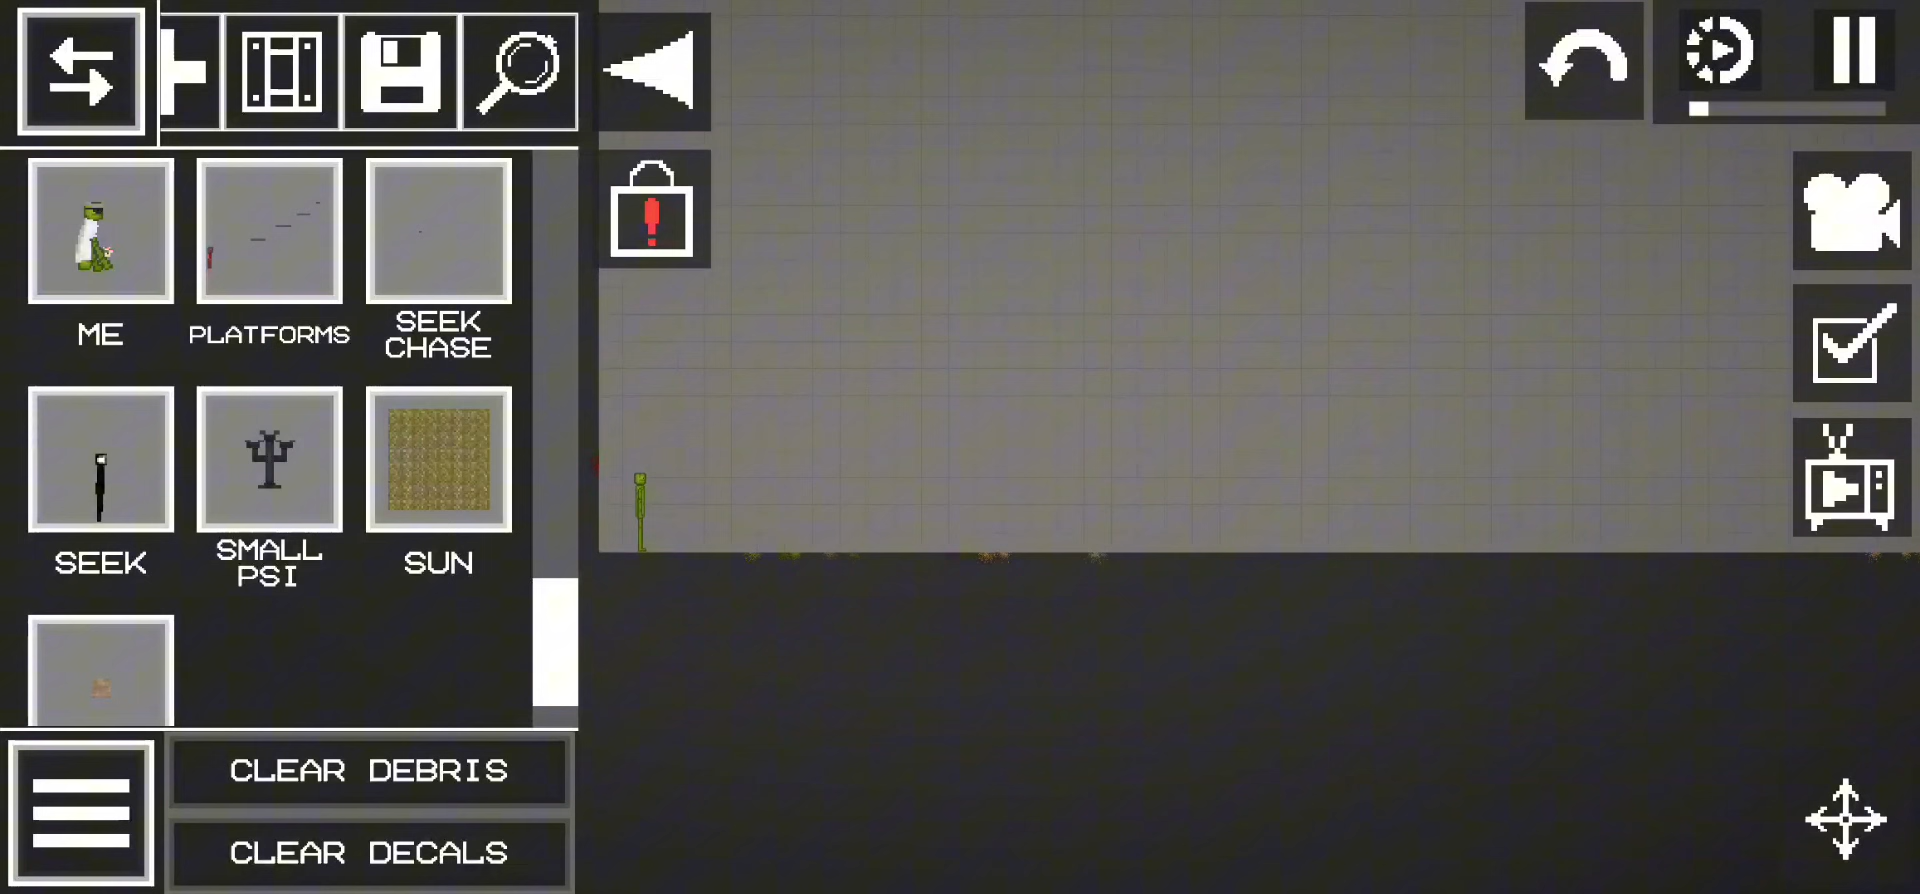 ME
PLATFORMS
SEEK
CHASE
SEEK
SMALL
PSI
SUN
CLEAR DEBRIS
CLEAR DECALS